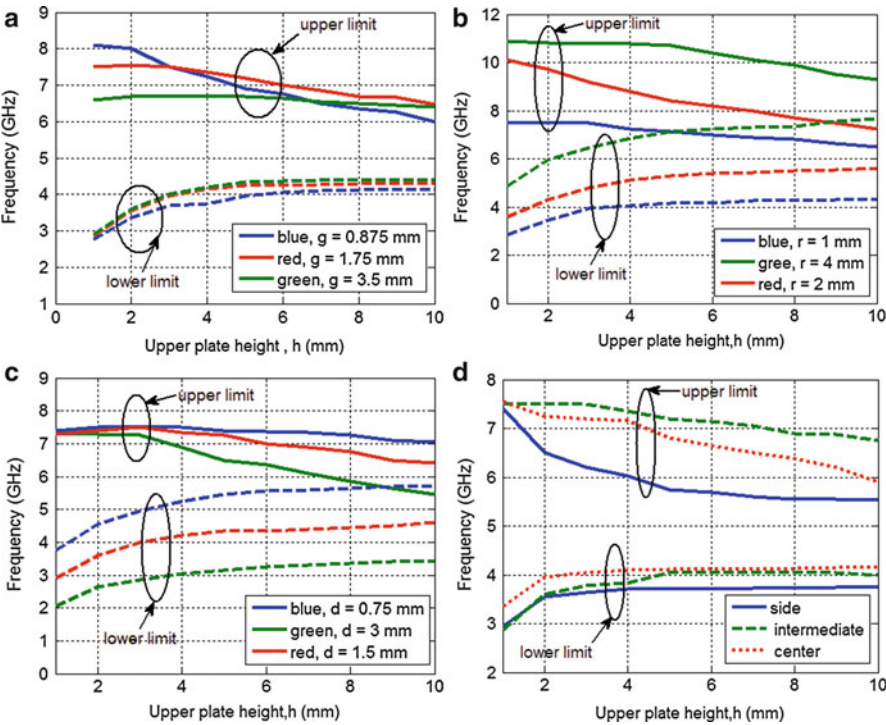 a
9
8
7
6
5
4
3
2
1
Frequency (GHz)
upper limit
lower limit
blue, g = 0.875 mm
red, g = 1.75 mm
green, g = 3.5 mm
0 2 4 6 8 10
Upper plate height , h (mm)
b
12
10
8
6
4
2
0
Frequency (GHz)
upper limit
lower limit
blue, r = 1 mm
gree, r = 4 mm
red, r = 2 mm
2 4 6 8 10
Upper plate height,h (mm)
c
9
8
7
6
5
4
3
2
1
0
Frequency (GHz)
upper limit
lower limit
blue, d = 0.75 mm
green, d = 3 mm
red, d = 1.5 mm
2 4 6 8 10
Upper plate height,h (mm)
d
8
7
6
5
4
3
2
Frequency (GHz)
upper limit
lower limit
side
intermediate
center
2 4 6 8 10
Upper plate height,h (mm)